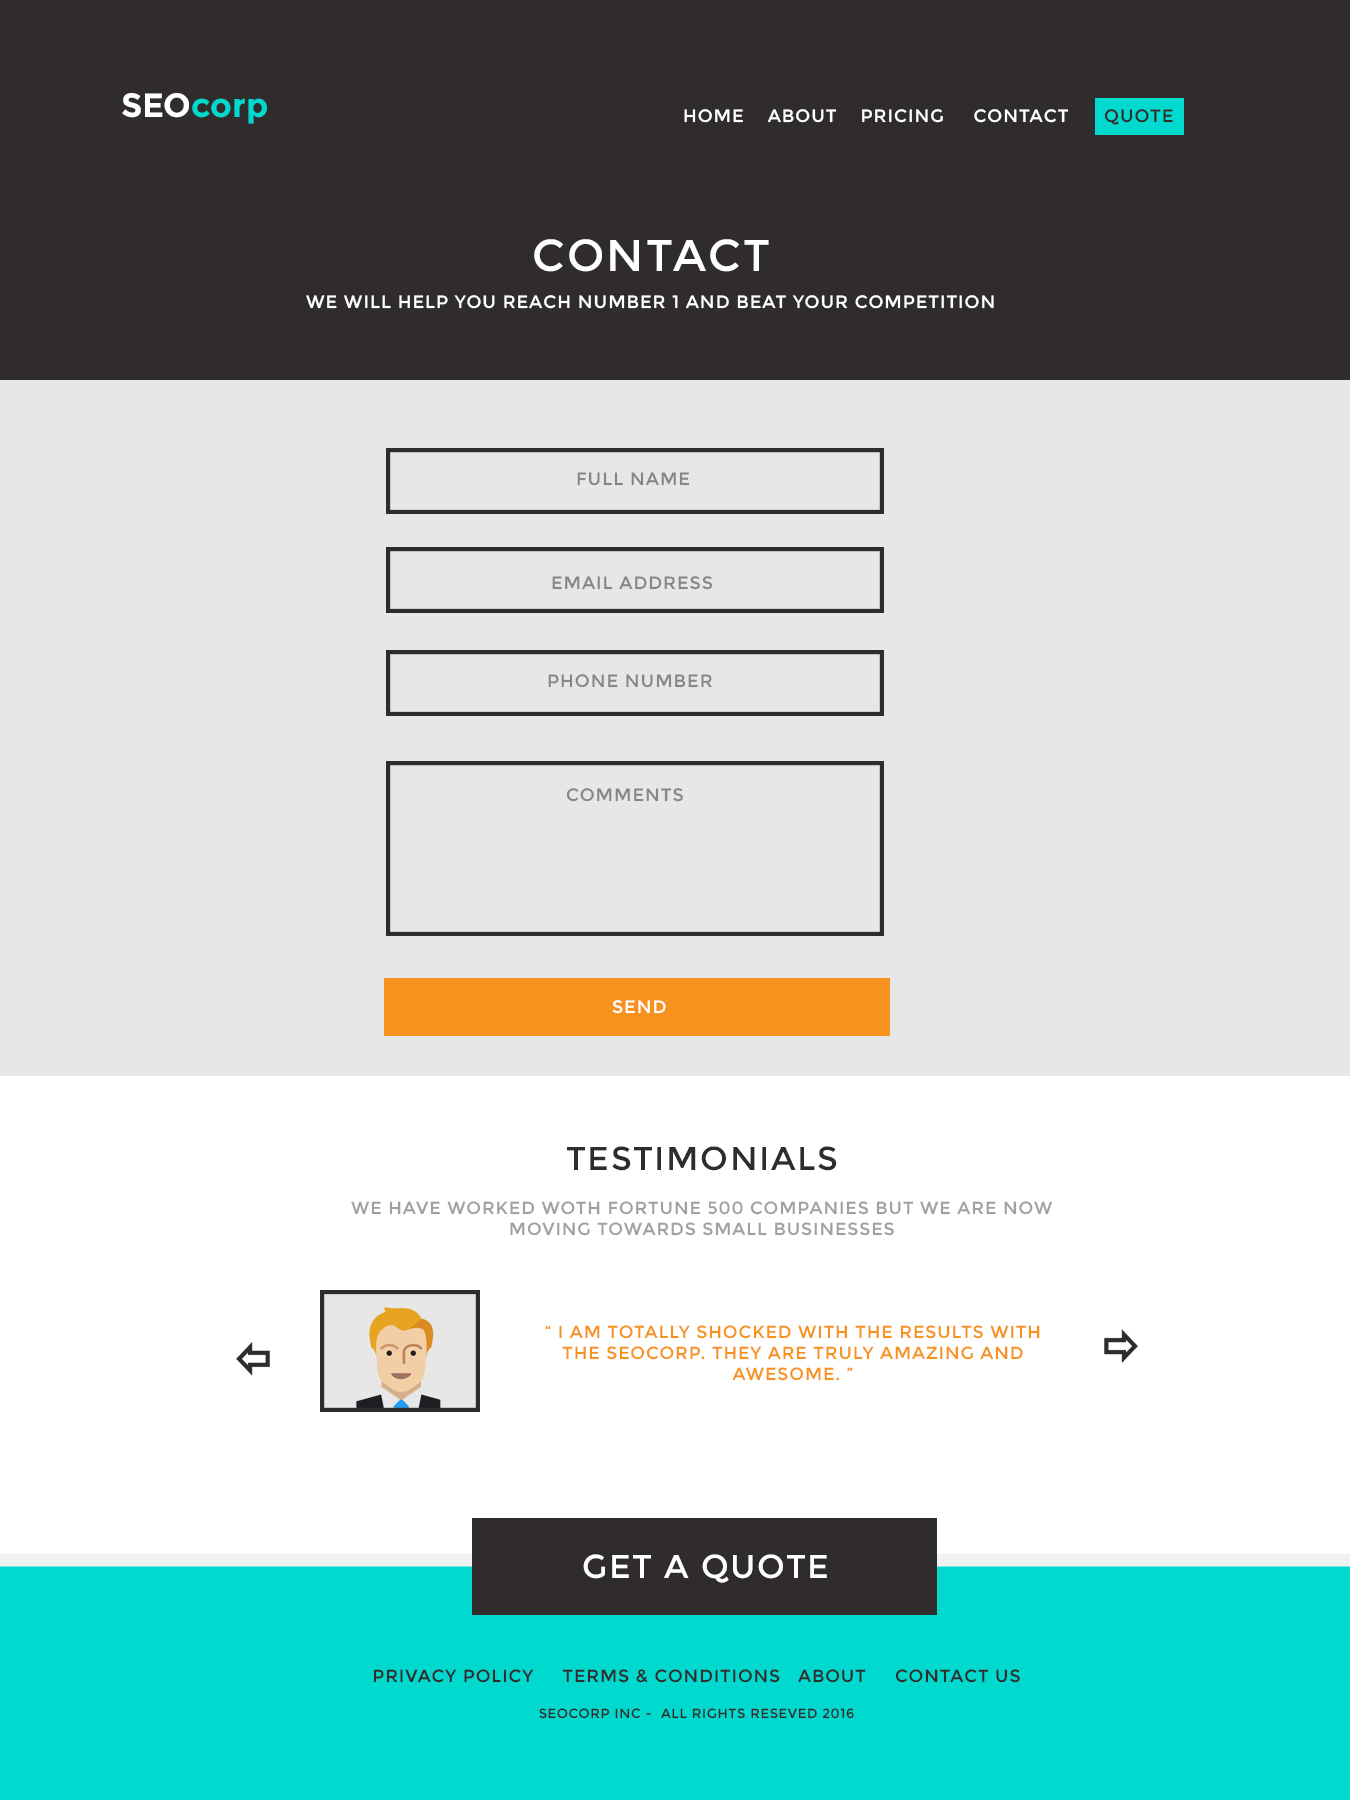 SEOcorp
HOME ABOUT PRICING CONTACT QUOTE
CONTACT
WE WILL HELP YOU REACH NUMBER 1 AND BEAT YOUR COMPETITION
FULL NAME
EMAIL ADDRESS
PHONE NUMBER
COMMENTS
SEND
TESTIMONIALS
WE HAVE WORKED WOTH FORTUNE 500 COMPANIES BUT WE ARE NOW
MOVING TOWARDS SMALL BUSINESSES
“ I AM TOTALLY SHOCKED WITH THE RESULTS WITH
THE SEOCORP. THEY ARE TRULY AMAZING AND
AWESOME. ”
GET A QUOTE
PRIVACY POLICY TERMS & CONDITIONS ABOUT CONTACT US
SEOCORP INC - ALL RIGHTS RESEVED 2016